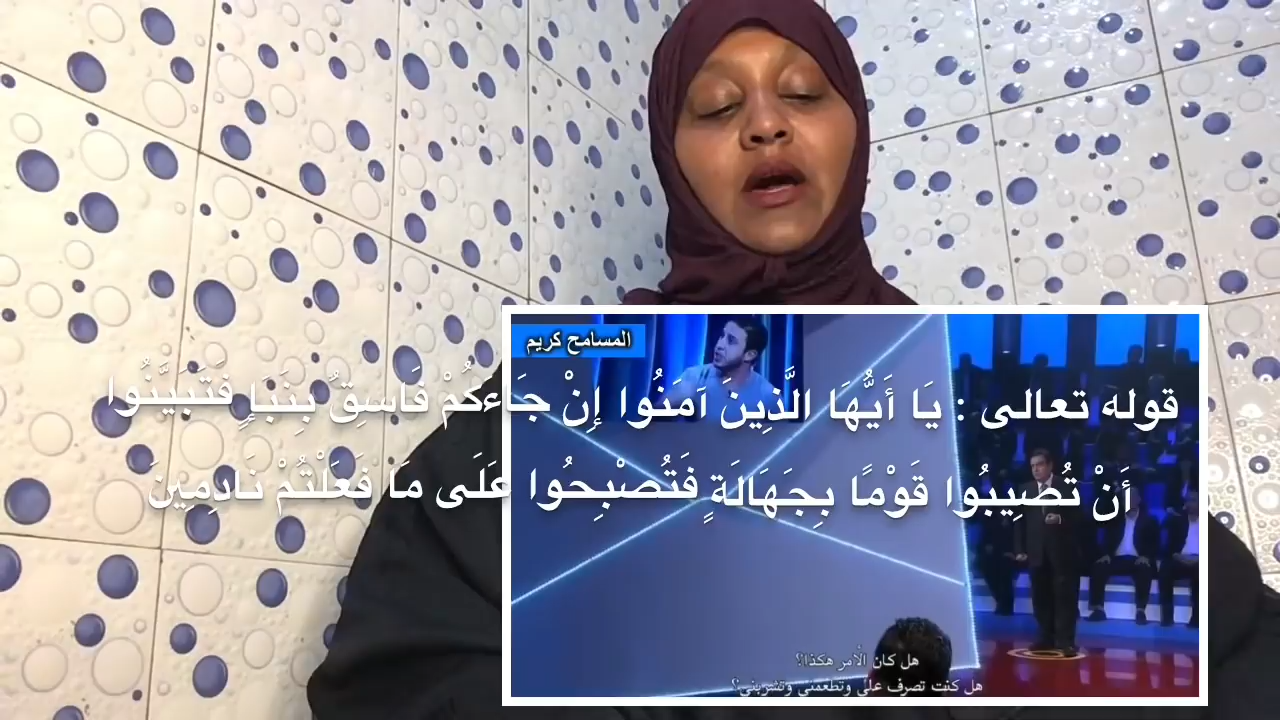 المسامح كريم
قوله تعالى : يَا أَيُّهَا الَّذِينَ آمَنُوا إِنْ جَاءَكُمْ فَاسِقٌ بِنَبَإٍ فَتَبَيَّنُوا
أَنْ تُصِيبُوا قَوْمًا بِجَهَالَةٍ فَتُصْبِحُوا عَلَى مَا فَعَلْتُمْ نَادِمِينَ
هل كان الأمر هكذا؟
هل كنت تصرف علي وتطعمني وتشربني؟